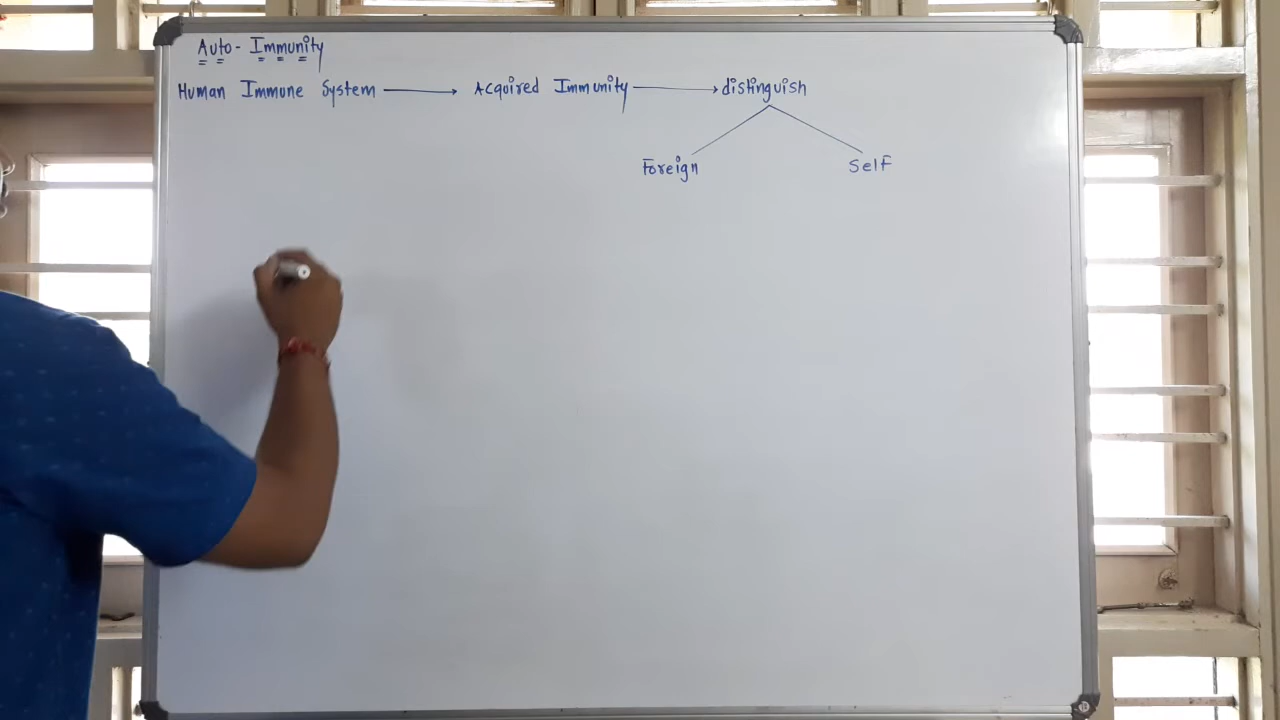 Auto- Immunity
Human Immune System → Acquired Immunity → distinguish
Foreign Self